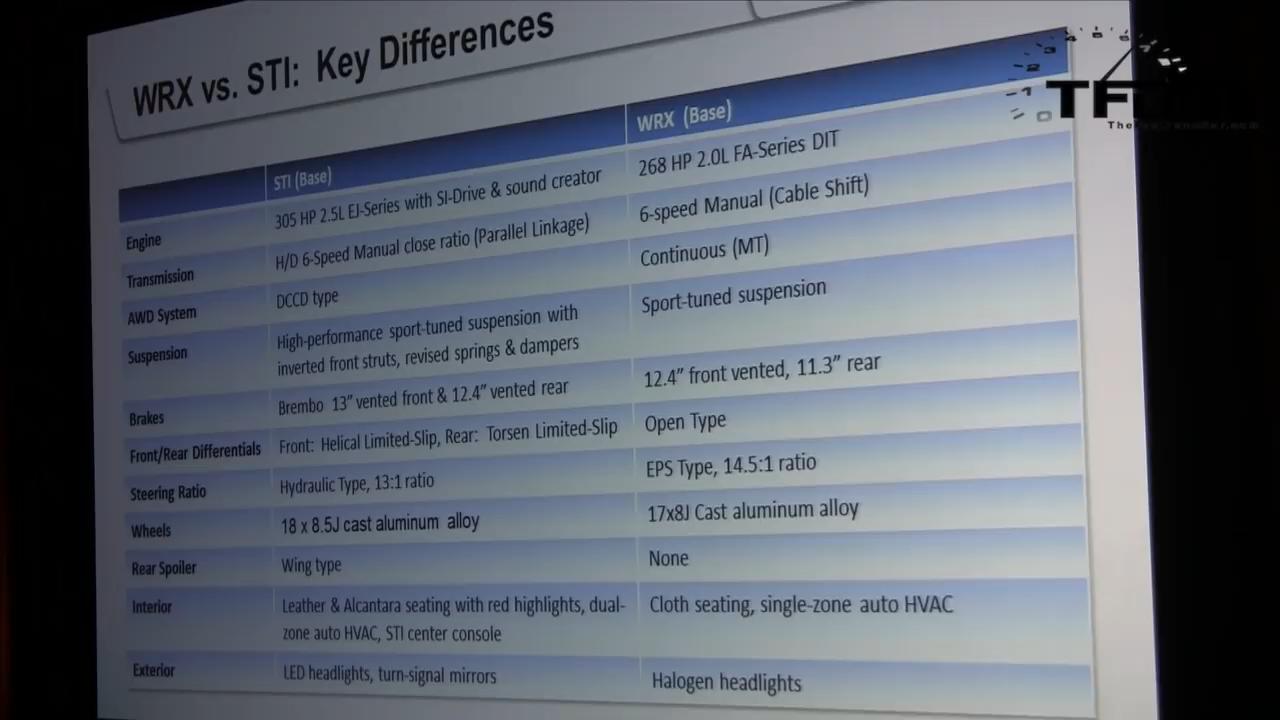 WRX vs. STI: Key Differences
STI (Base) WRX (Base)
Engine 305 HP 2.5L EJ-Series with SI-Drive & sound creator 268 HP 2.0L FA-Series DIT
Transmission H/D 6-Speed Manual close ratio (Parallel Linkage) 6-speed Manual (Cable Shift)
AWD System DCCD type Continuous (MT)
Suspension High-performance sport-tuned suspension with Sport-tuned suspension
inverted front struts, revised springs & dampers
Brakes Brembo 13” vented front & 12.4” vented rear 12.4” front vented, 11.3” rear
Front/Rear Differentials Front: Helical Limited-Slip, Rear: Torsen Limited-Slip Open Type
Steering Ratio Hydraulic Type, 13:1 ratio EPS Type, 14.5:1 ratio
Wheels 18 x 8.5J cast aluminum alloy 17x8J Cast aluminum alloy
Rear Spoiler Wing type None
Interior Leather & Alcantara seating with red highlights, dual- Cloth seating, single-zone auto HVAC
zone auto HVAC, STI center console
Exterior LED headlights, turn-signal mirrors Halogen headlights